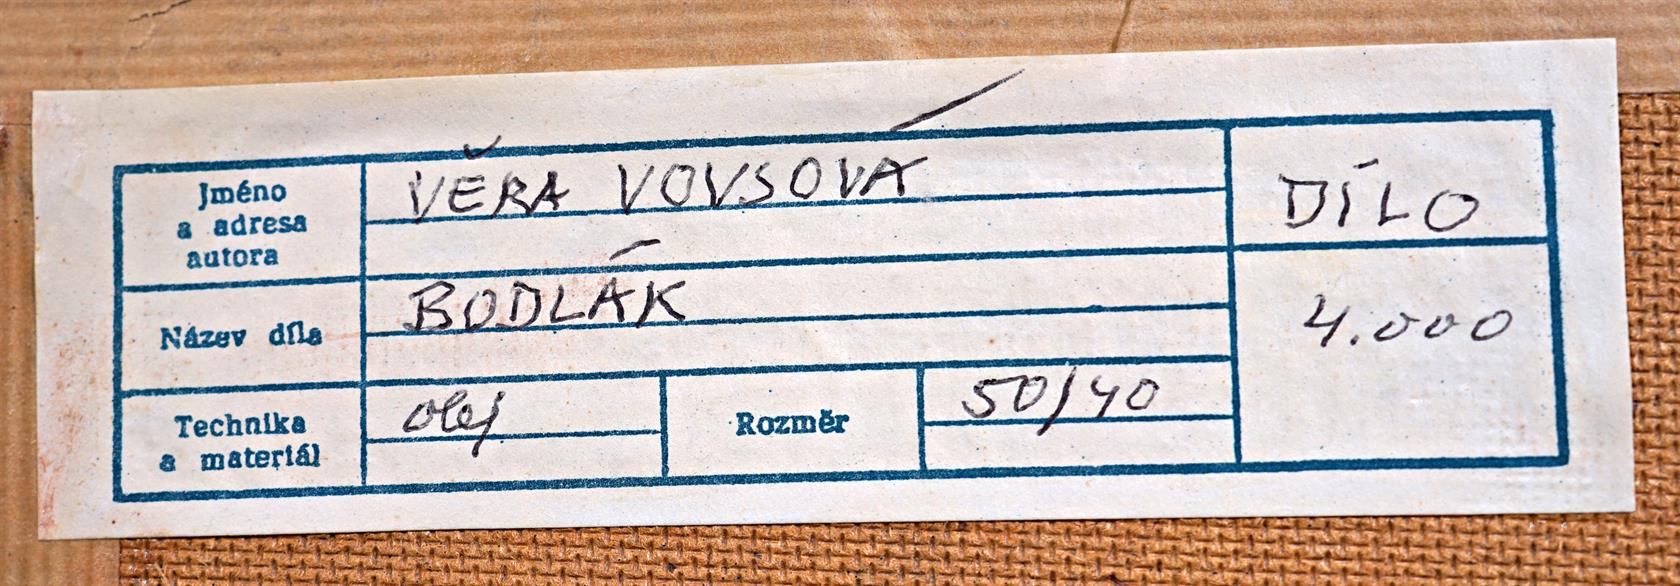 Jméno
a adresa
autora
VĚRA VOVSOVÁ
DÍLO
Název díla
BODLÁK
4.000
Technika
a materiál
olej
Rozměr
50/40